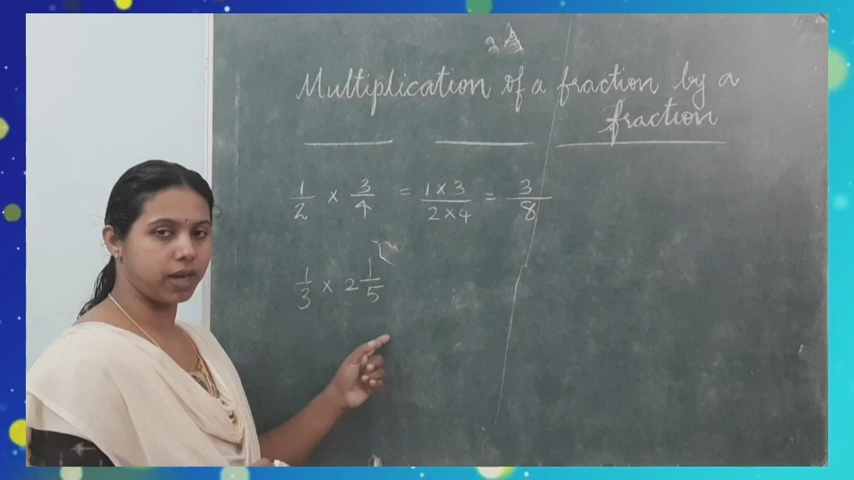 Multiplication of a fraction by a
fraction
1/2 × 3/4 = 1×3/2×4 = 3/8
1/3 × 2 1/5